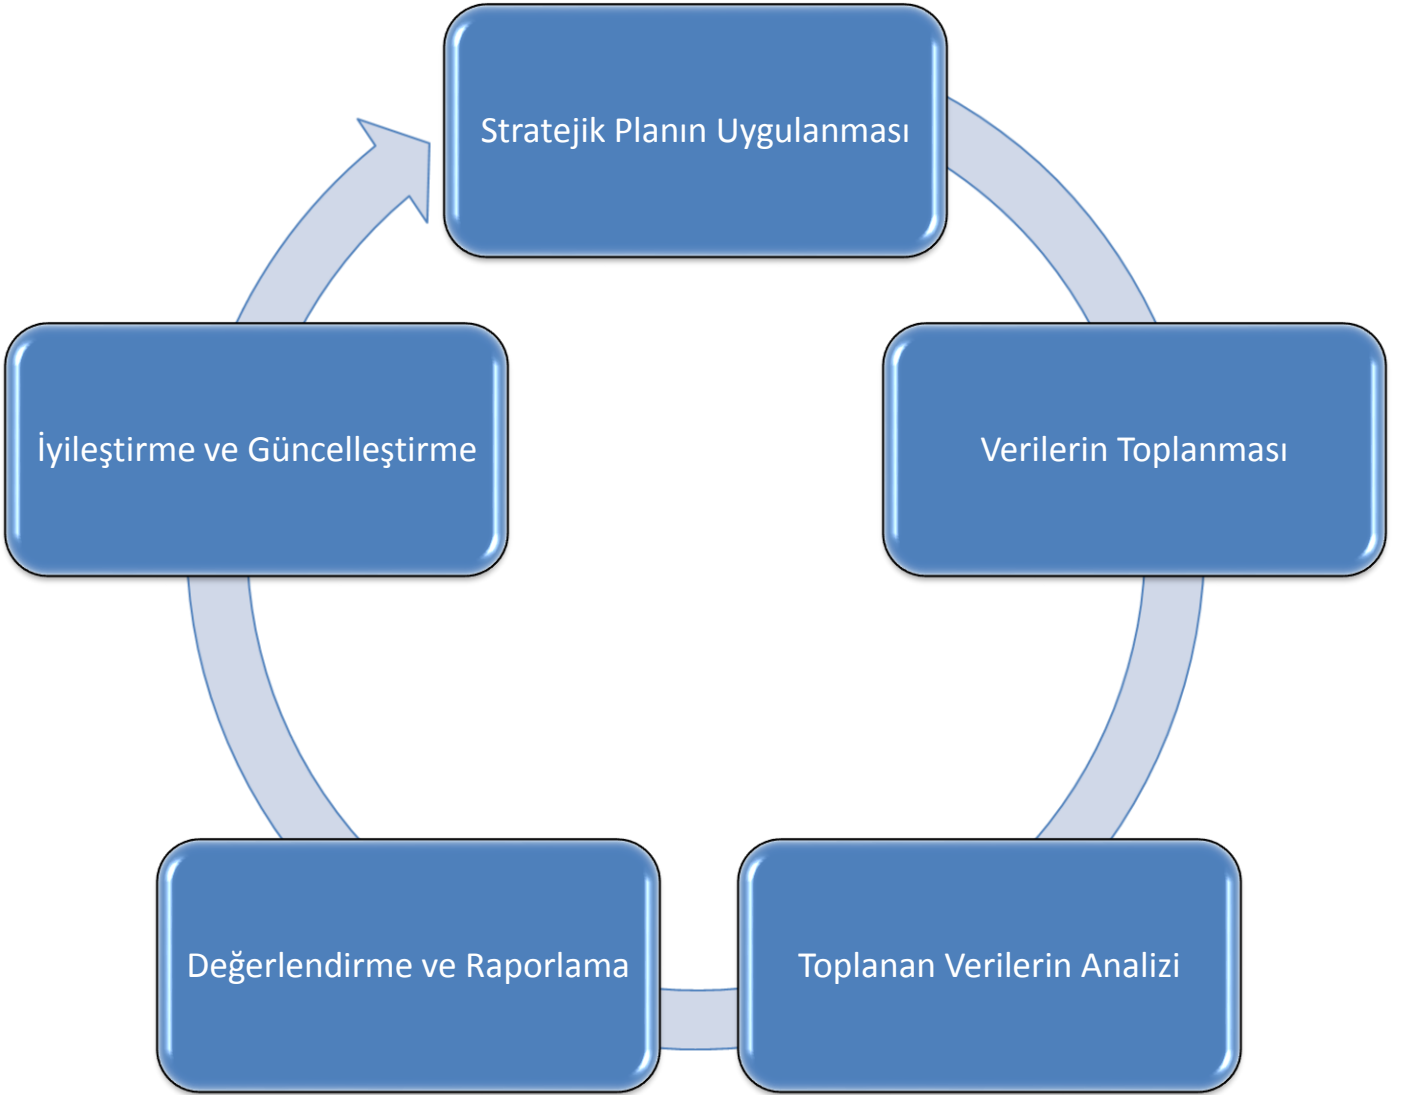 Stratejik Planın Uygulanması
Verilerin Toplanması
Toplanan Verilerin Analizi
Değerlendirme ve Raporlama
İyileştirme ve Güncelleştirme